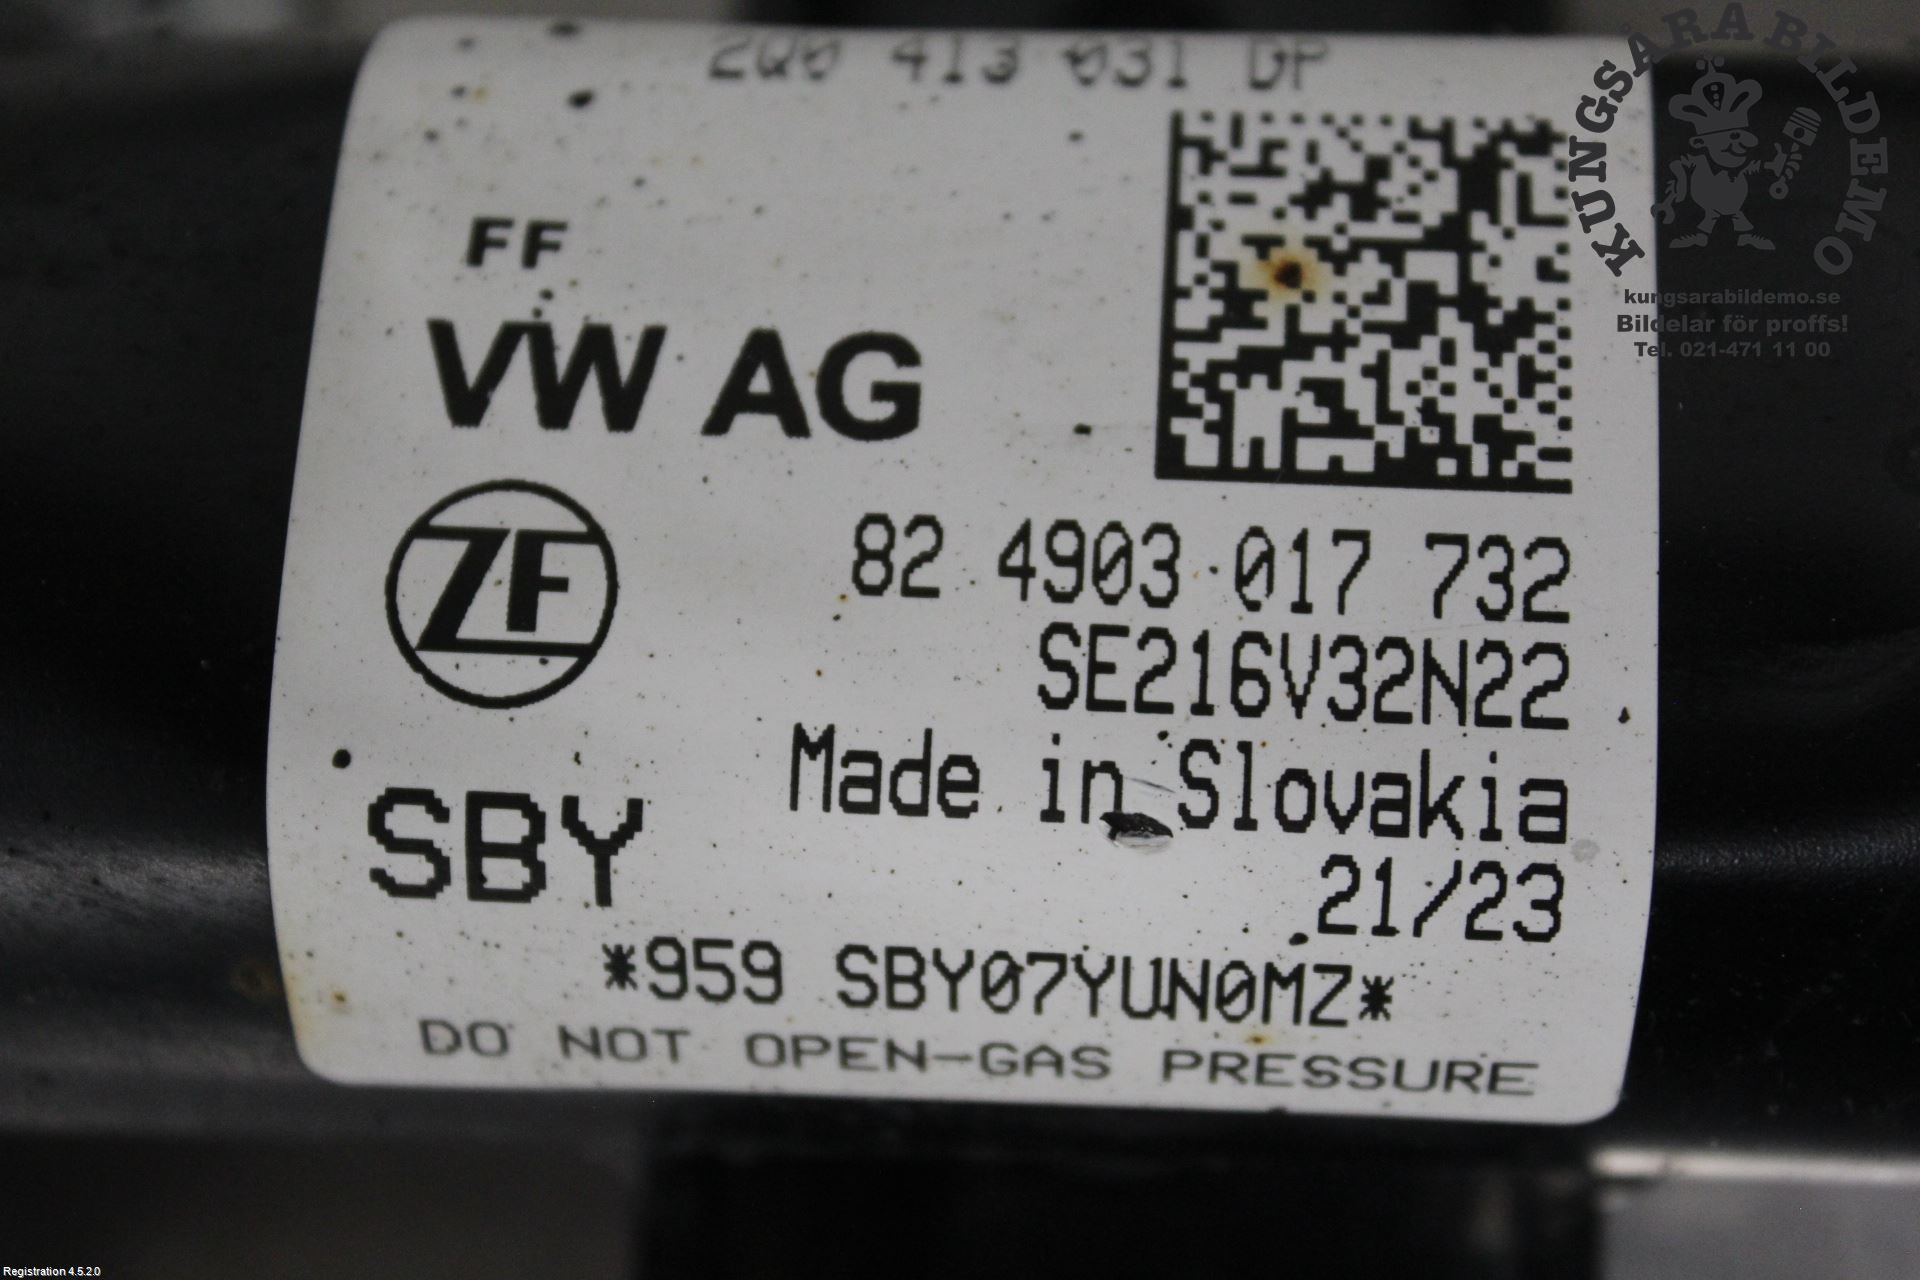 2Q0 413 031 DP
FF
VW AG
ZF
82 4903 017 732
SE216V32N22
Made in Slovakia
SBY
21/23
*959 SBY07YUN0MZ*
DO NOT OPEN-GAS PRESSURE
KUNGSÄRA BILDEMO
kungsarabildemo.se
Bildelar för proffs!
Tel. 021-471 11 00
Registration 4.5.2.0